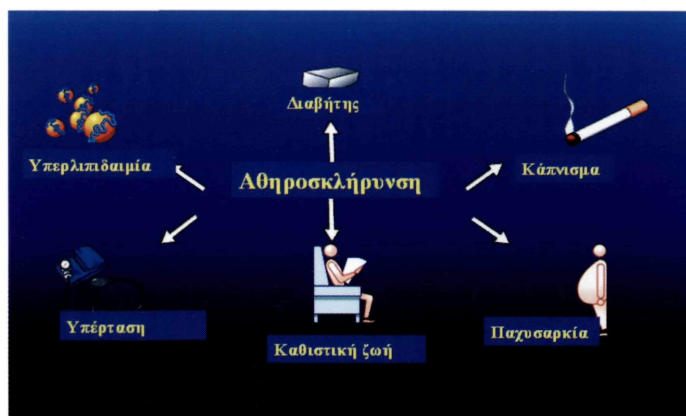 Διαβήτης
Υπερλιπιδαιμία
Αθηροσκλήρυνση
Κάπνισμα
Υπέρταση
Καθιστική ζωή
Παχυσαρκία